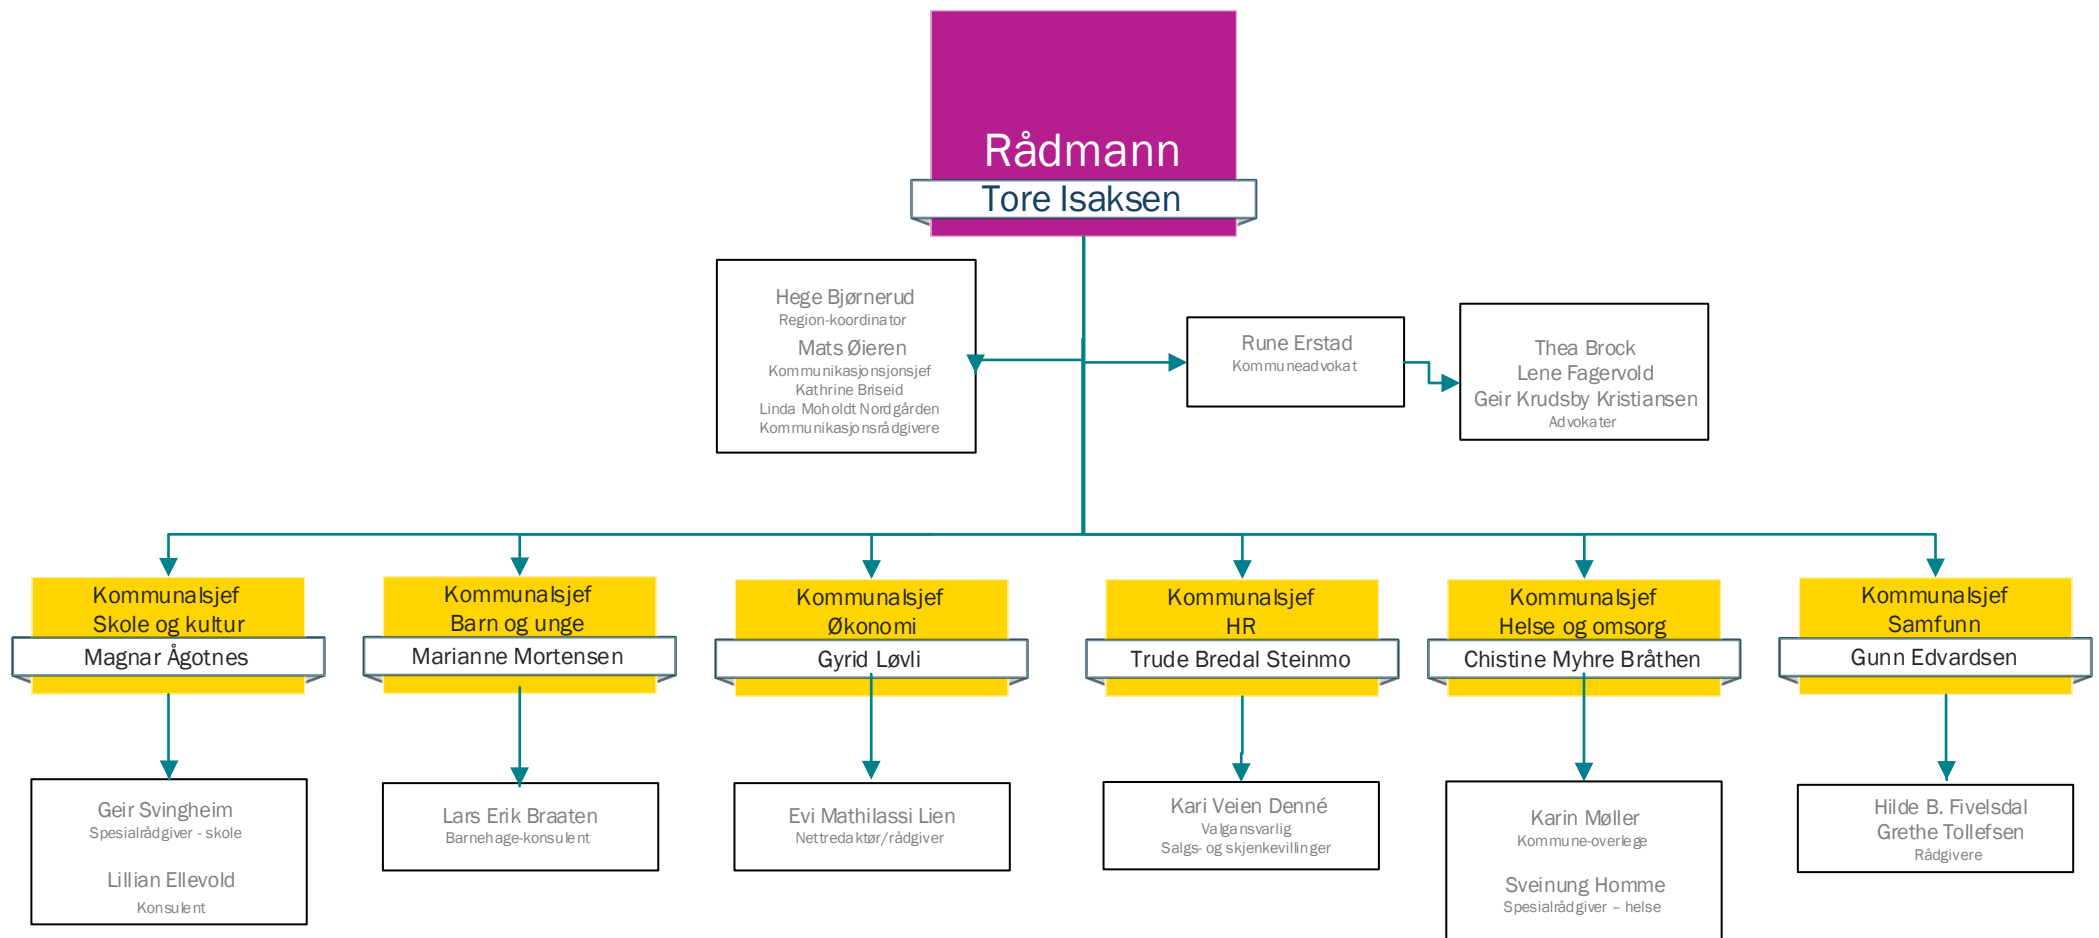 Rådmann
Tore Isaksen
Hege Bjørnerud
Region-koordinator
Mats Øieren
Kommunikasjonsjonsjef
Kathrine Briseid
Linda Moholdt Nordgården
Kommunikasjonsrådgivere
Rune Erstad
Kommuneadvokat
Thea Brock
Lene Fagervold
Geir Krudsby Kristiansen
Advokater
Kommunalsjef
Skole og kultur
Magnar Ågotnes
Kommunalsjef
Barn og unge
Marianne Mortensen
Kommunalsjef
Økonomi
Gyrid Løvli
Kommunalsjef
HR
Trude Bredal Steinmo
Kommunalsjef
Helse og omsorg
Chistine Myhre Bråthen
Kommunalsjef
Samfunn
Gunn Edvardsen
Geir Svingheim
Spesialrådgiver - skole
Lillian Ellevold
Konsulent
Lars Erik Braaten
Barnehage-konsulent
Evi Mathilassi Lien
Nettredaktør/rådgiver
Kari Veien Denné
Valgansvarlig
Salgs- og skjenkevillinger
Karin Møller
Kommune-overlege
Sveinung Homme
Spesialrådgiver – helse
Hilde B. Fivelsdal
Grethe Tollefsen
Rådgivere